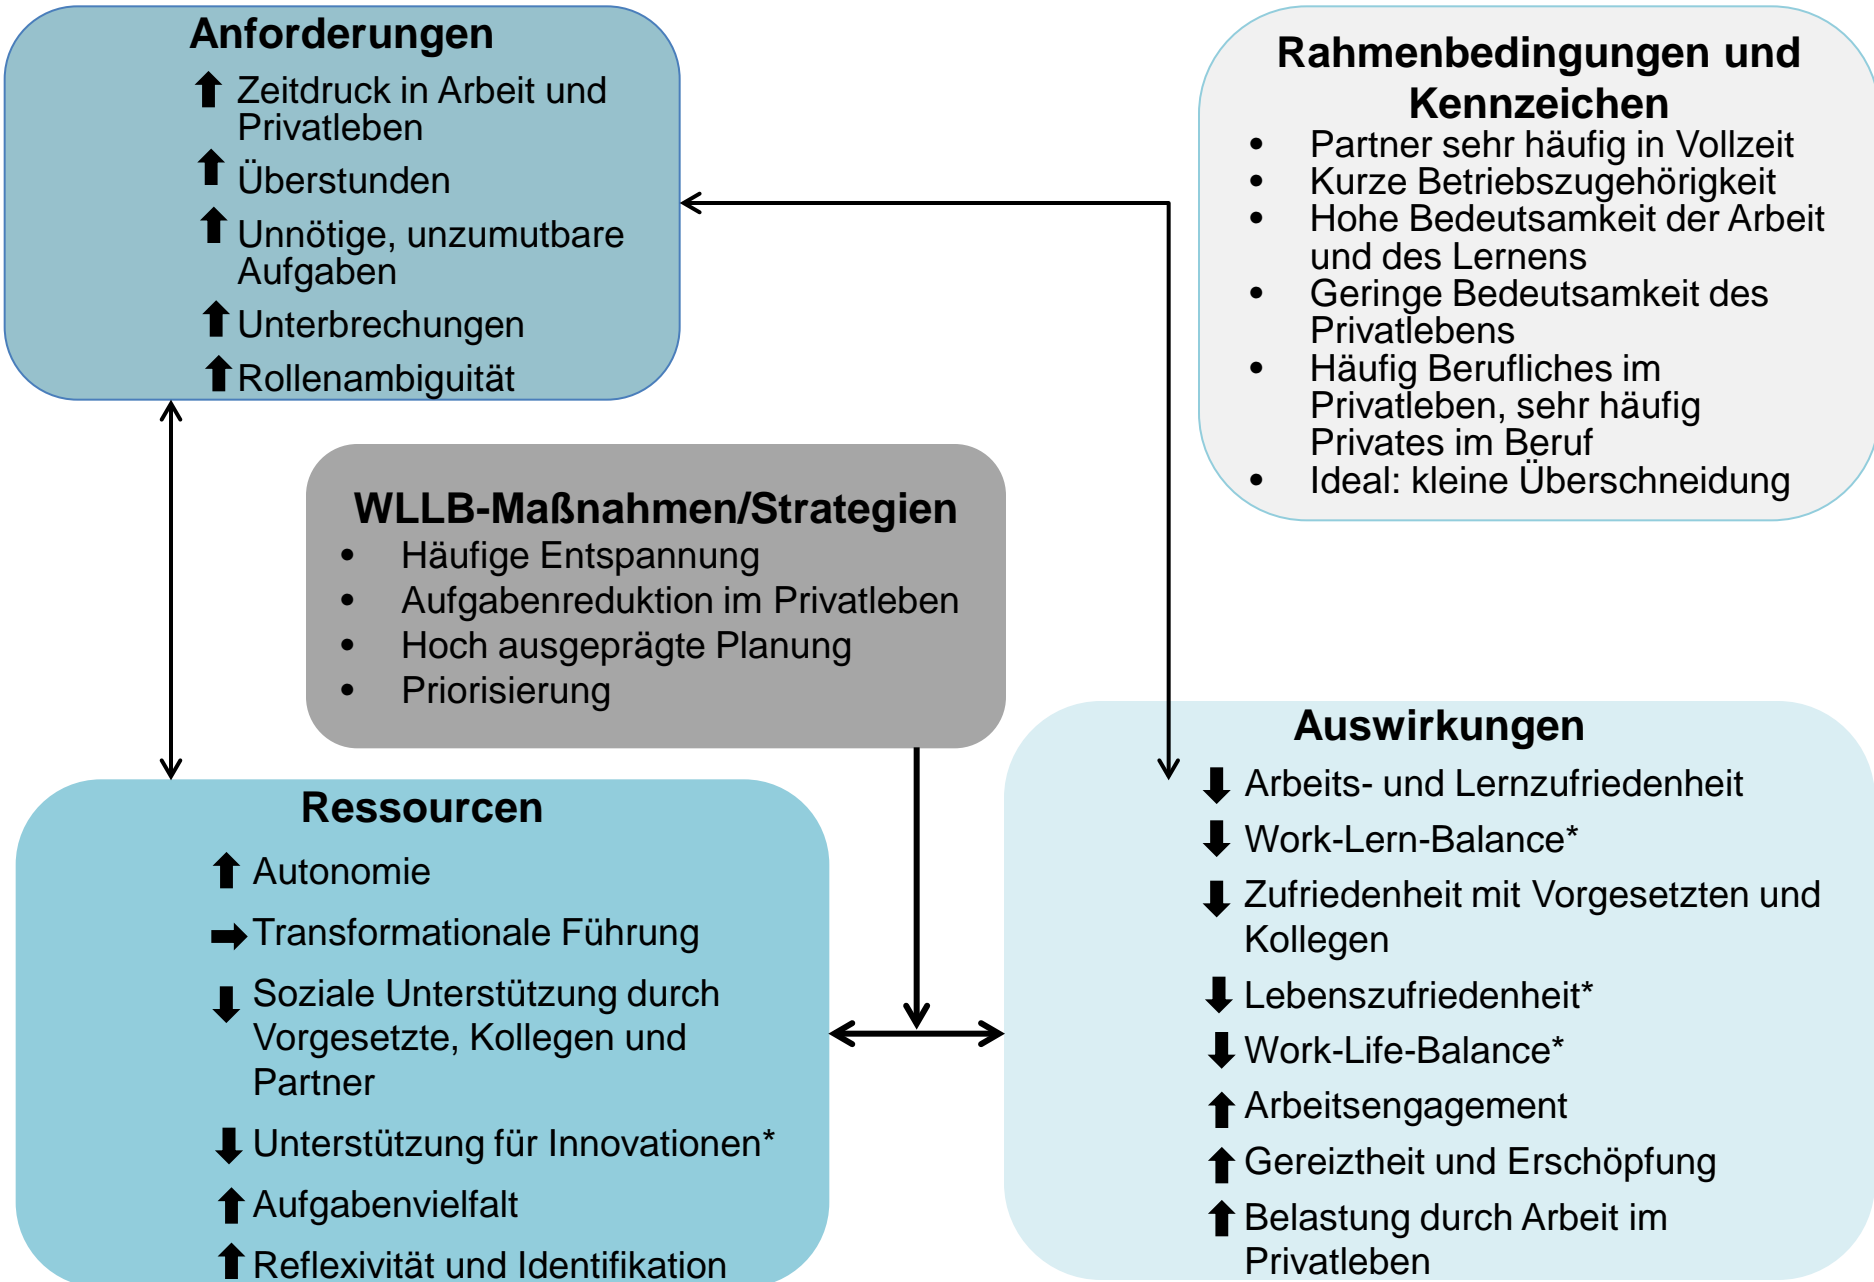 Anforderungen
Zeitdruck in Arbeit und
Privatleben
Überstunden
Unnötige, unzumutbare
Aufgaben
Unterbrechungen
Rollenambiguität
Rahmenbedingungen und
Kennzeichen
• Partner sehr häufig in Vollzeit
• Kurze Betriebszugehörigkeit
• Hohe Bedeutsamkeit der Arbeit
und des Lernens
• Geringe Bedeutsamkeit des
Privatlebens
• Häufig Berufliches im
Privatleben, sehr häufig
Privates im Beruf
• Ideal: kleine Überschneidung
WLLB-Maßnahmen/Strategien
• Häufige Entspannung
• Aufgabenreduktion im Privatleben
• Hoch ausgeprägte Planung
• Priorisierung
Ressourcen
Autonomie
Transformationale Führung
Soziale Unterstützung durch
Vorgesetzte, Kollegen und
Partner
Unterstützung für Innovationen*
Aufgabenvielfalt
Reflexivität und Identifikation
Auswirkungen
Arbeits- und Lernzufriedenheit
Work-Lern-Balance*
Zufriedenheit mit Vorgesetzten und
Kollegen
Lebenszufriedenheit*
Work-Life-Balance*
Arbeitsengagement
Gereiztheit und Erschöpfung
Belastung durch Arbeit im
Privatleben